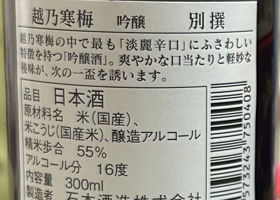 越乃寒梅 吟醸 別撰
越乃寒梅の中で最も「淡麗辛口」にふさわしい
特徴を持つ「吟醸酒」。爽やかな口当たりと軽妙な
後味が、次の一盃を誘います。
品目 日本酒
原材料名 米(国産)、
米こうじ(国産米)、醸造アルコール
精米歩合 55%
アルコール分 16度
内容量 300ml
製造者 石本酒造株式会社
573243750408